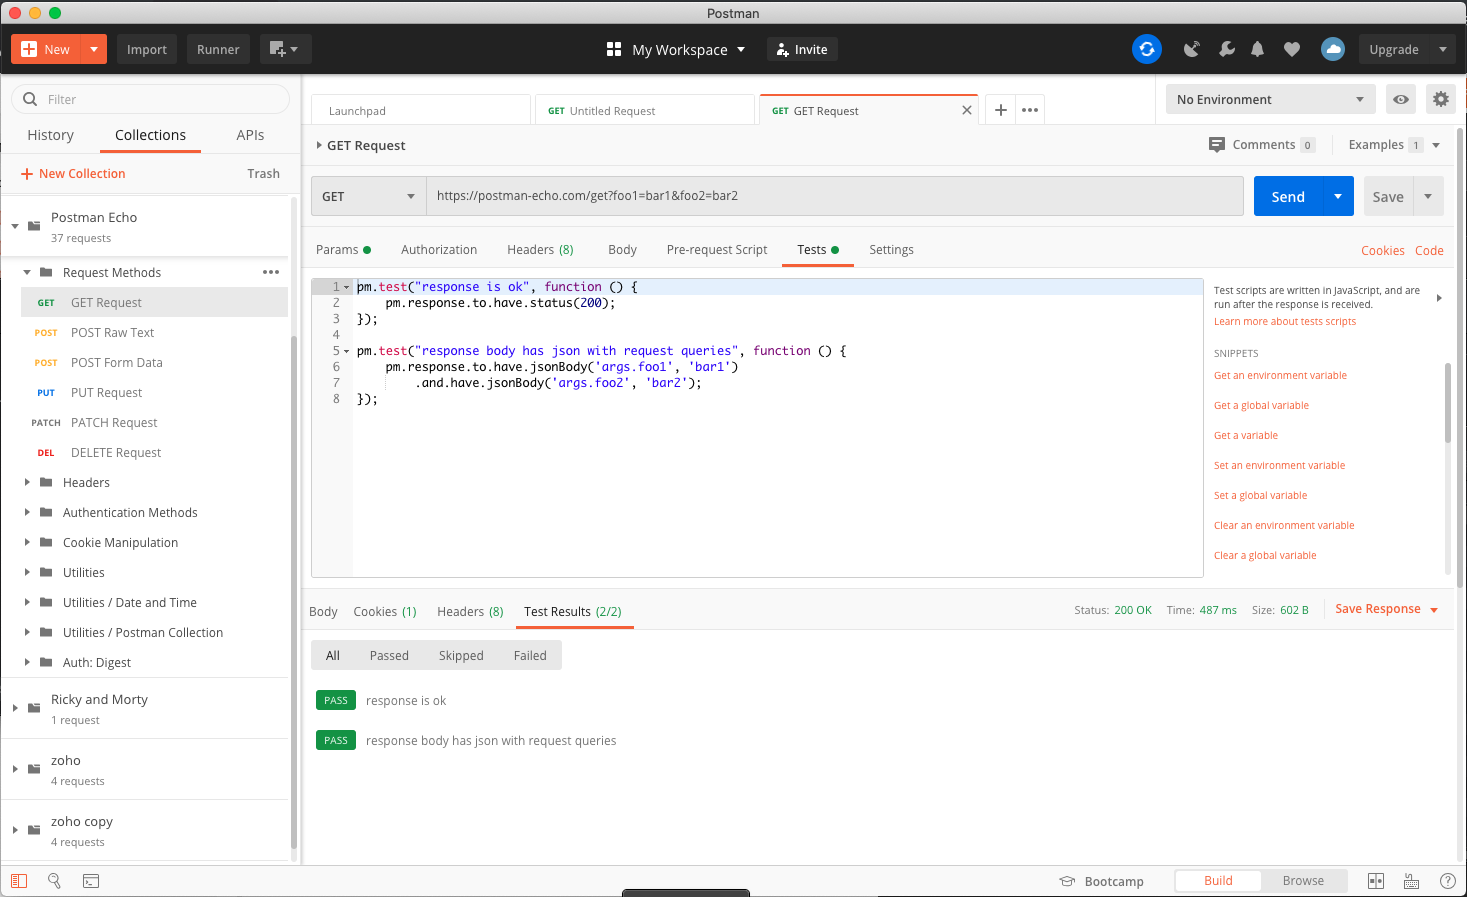 Postman
New
Import
Runner
My Workspace
Invite
Upgrade
Filter
History
Collections
APIs
New Collection
Trash
Postman Echo
37 requests
Request Methods
GET GET Request
POST POST Raw Text
POST POST Form Data
PUT PUT Request
PATCH PATCH Request
DEL DELETE Request
Headers
Authentication Methods
Cookie Manipulation
Utilities
Utilities / Date and Time
Utilities / Postman Collection
Auth: Digest
Ricky and Morty
1 request
zoho
4 requests
zoho copy
4 requests
Launchpad
GET Untitled Request
GET GET Request
No Environment
GET Request
Comments 0
Examples 1
GET
https://postman-echo.com/get?foo1=bar1&foo2=bar2
Send
Save
Params
Authorization
Headers (8)
Body
Pre-request Script
Tests
Settings
Cookies
Code
1 pm.test("response is ok", function () {
2 pm.response.to.have.status(200);
3 });
4
5 pm.test("response body has json with request queries", function () {
6 pm.response.to.have.jsonBody('args.foo1', 'bar1')
7 .and.have.jsonBody('args.foo2', 'bar2');
8 });
Test scripts are written in JavaScript, and are
run after the response is received.
Learn more about tests scripts
SNIPPETS
Get an environment variable
Get a global variable
Get a variable
Set an environment variable
Set a global variable
Clear an environment variable
Clear a global variable
Body
Cookies (1)
Headers (8)
Test Results (2/2)
Status: 200 OK
Time: 487 ms
Size: 602 B
Save Response
All
Passed
Skipped
Failed
PASS response is ok
PASS response body has json with request queries
Bootcamp
Build
Browse